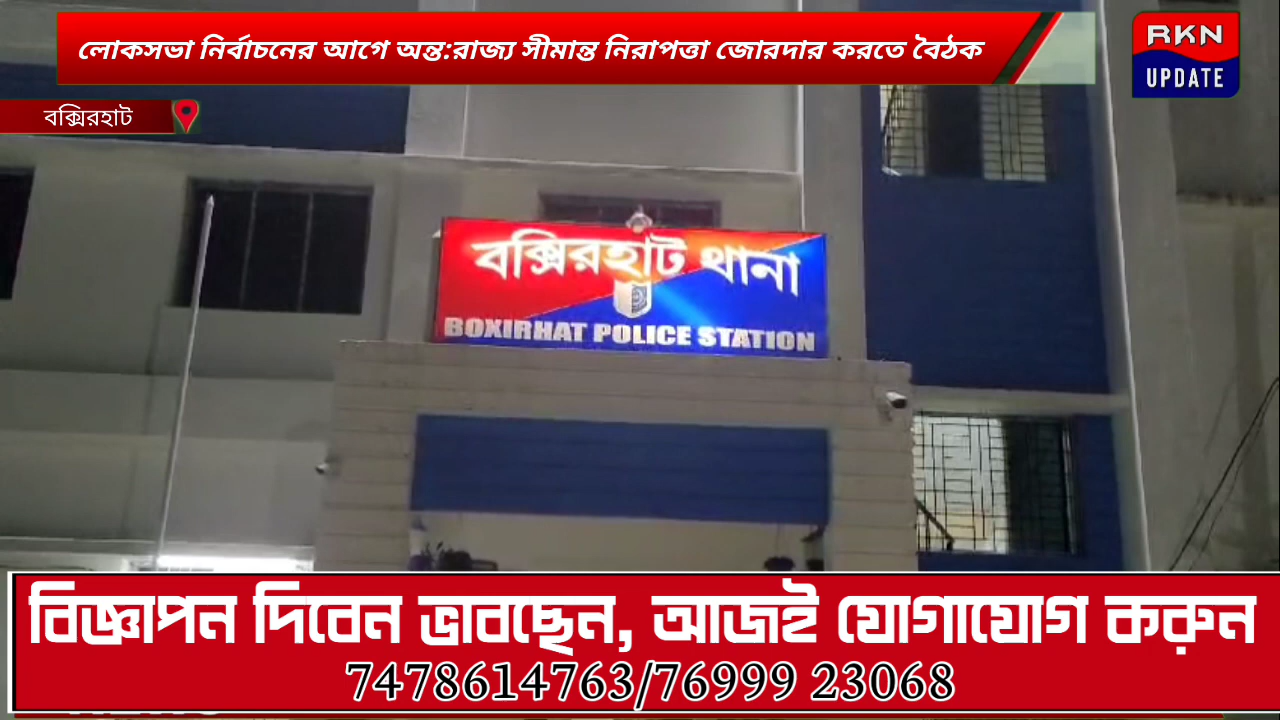 লোকসভা নির্বাচনের আগে অন্ত:রাজ্য সীমান্ত নিরাপত্তা জোরদার করতে বৈঠক
RKN
UPDATE
বক্সিরহাট
বক্সিরহাট থানা
BOXIRHAT POLICE STATION
বিজ্ঞাপন দিবেন ভাবছেন, আজই যোগাযোগ করুন
7478614763/76999 23068